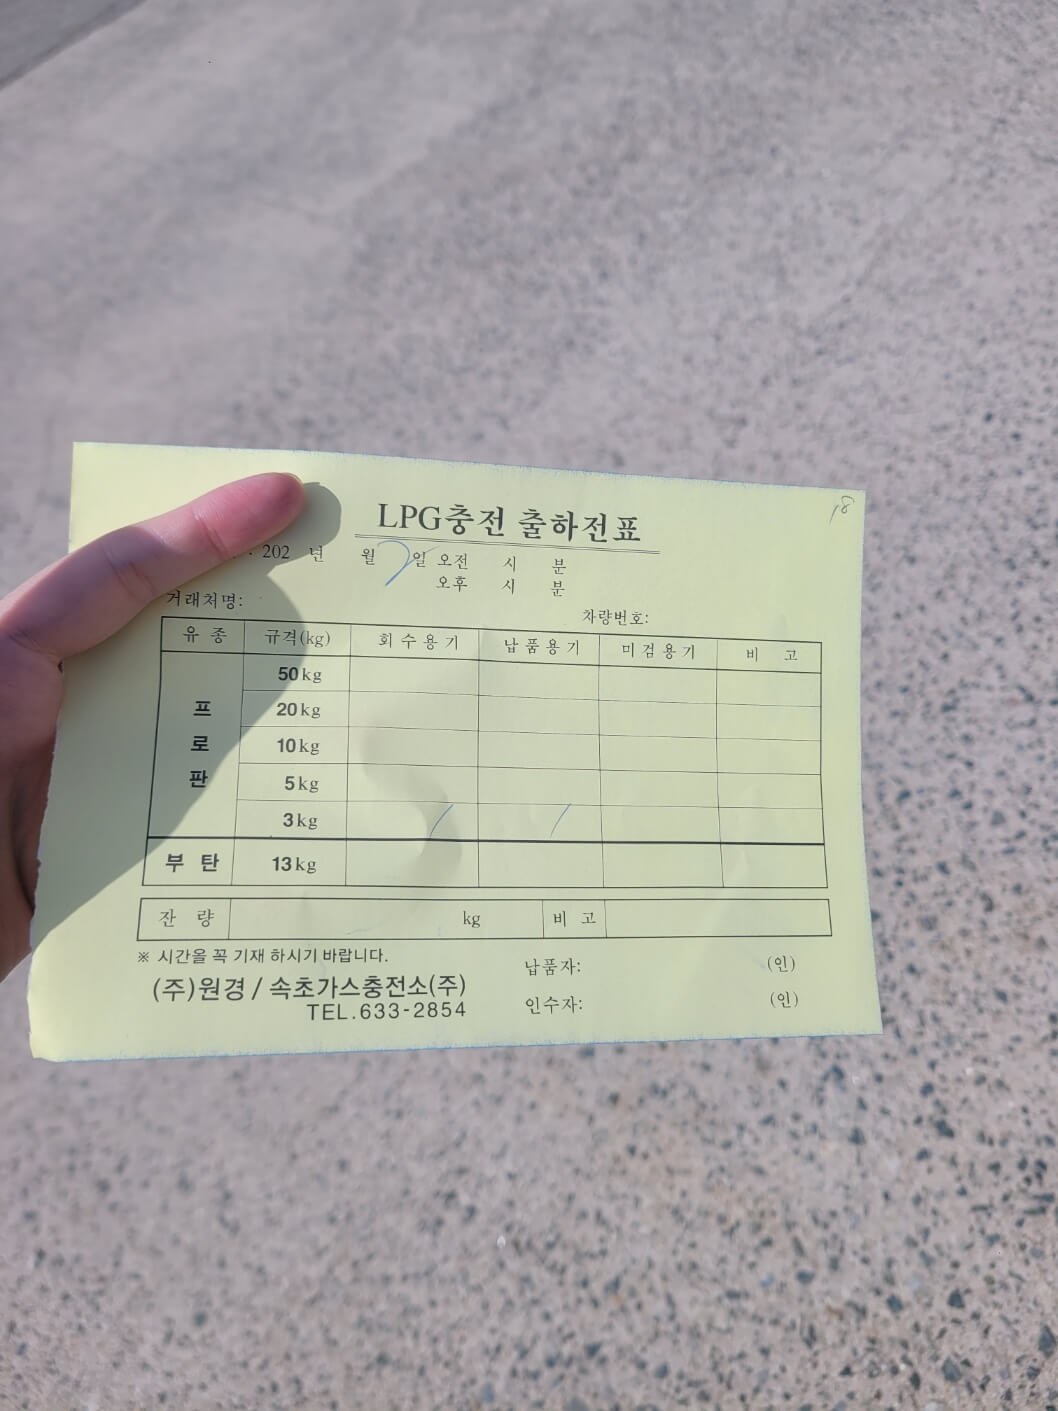 18
LPG충전 출하전표
202 년 월 7일 오전 시 분
오후 시 분
거래처명:
차량번호:
유 종 규격(kg) 회수용기 납품용기 미검용기 비 고
프로판
50kg
20kg
10kg
5kg
3kg / /
부 탄 13kg
잔 량 kg 비 고
※ 시간을 꼭 기재 하시기 바랍니다.
(주)원경 / 속초가스충전소(주)
TEL.633-2854
납품자: (인)
인수자: (인)